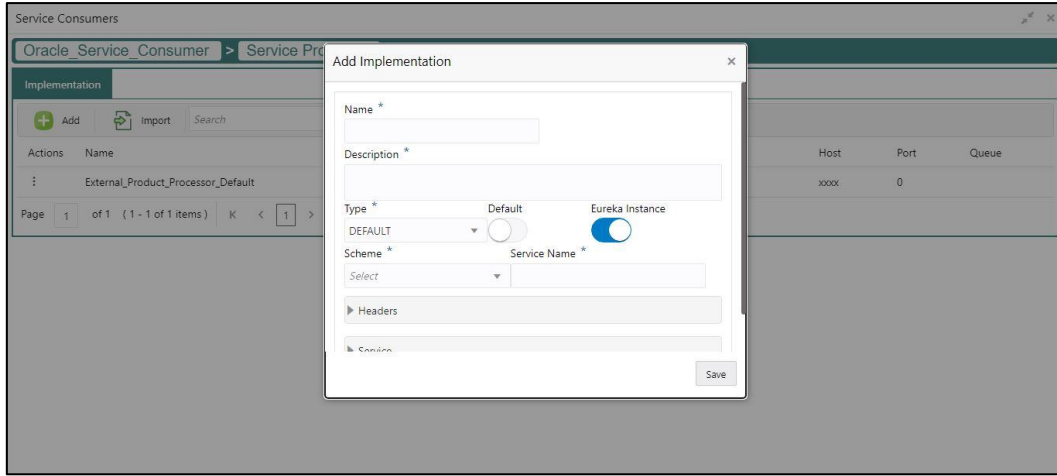 Service Consumers
Oracle_Service_Consumer > Service Pro
Implementation
Add Import Search
Actions Name Host Port Queue
External_Product_Processor_Default xxxx 0
Page 1 of 1 (1 - 1 of 1 items) K < 1 >
Add Implementation ×
Name *
Description *
Type * Default Eureka Instance
DEFAULT
Scheme * Service Name *
Select
Headers
Service
Save